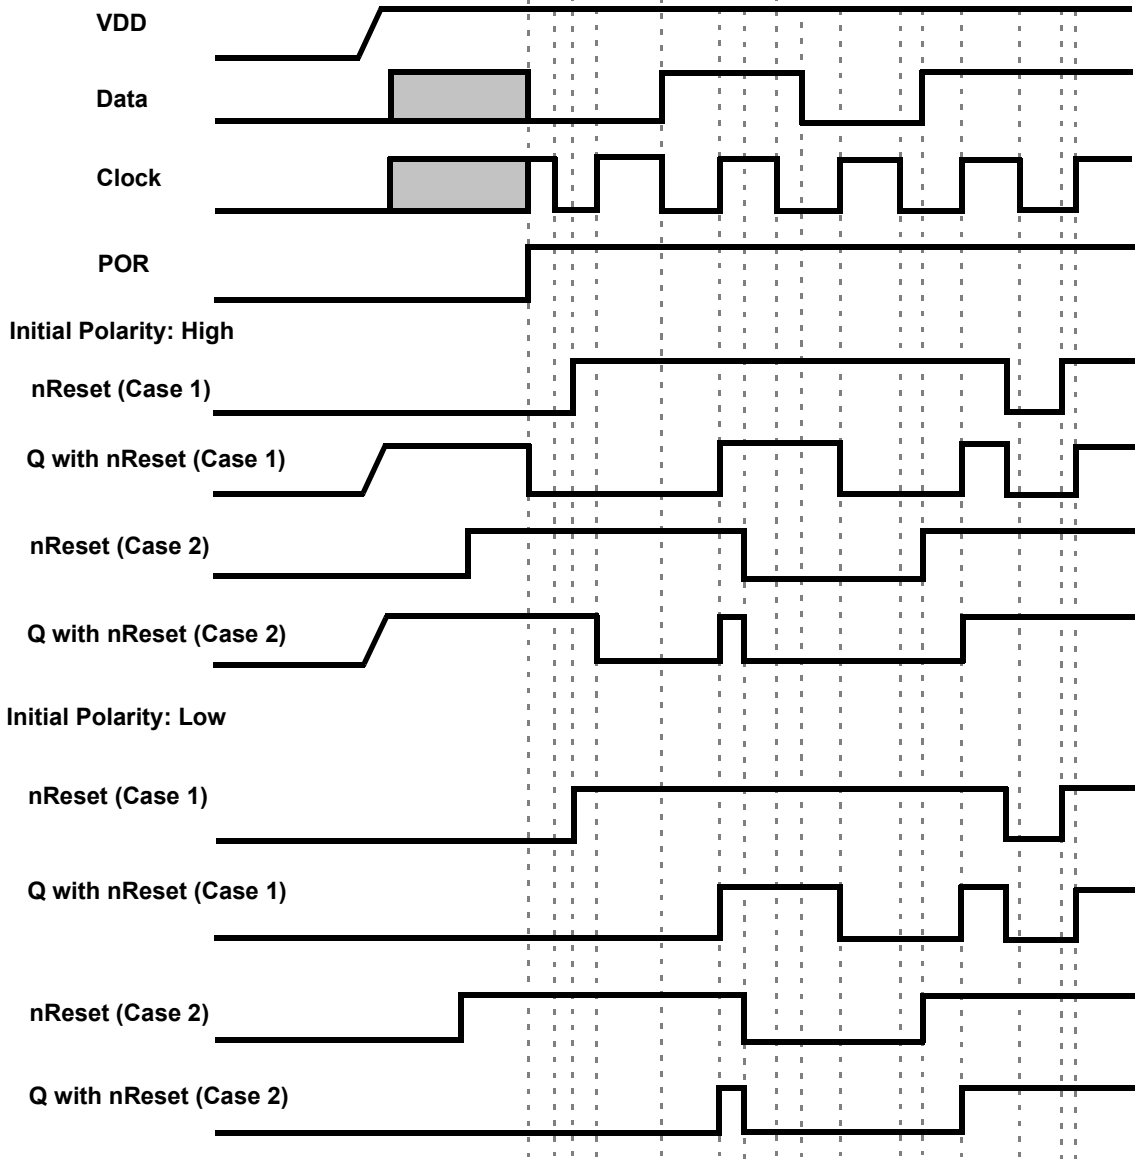 VDD
Data
Clock
POR
Initial Polarity: High
nReset (Case 1)
Q with nReset (Case 1)
nReset (Case 2)
Q with nReset (Case 2)
Initial Polarity: Low
nReset (Case 1)
Q with nReset (Case 1)
nReset (Case 2)
Q with nReset (Case 2)